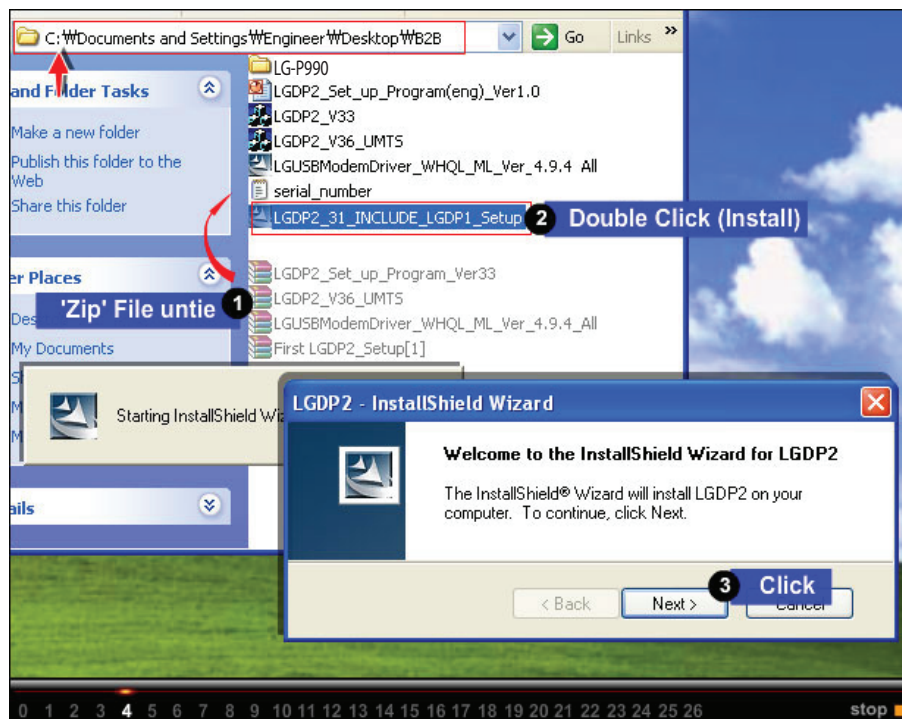 C:₩Documents and Settings₩Engineer₩Desktop₩B2B
Go
Links »
and Folder Tasks
Make a new folder
Publish this folder to the
Web
Share this folder
LG-P990
LGDP2_Set_up_Program(eng)_Ver1.0
LGDP2_V33
LGDP2_V36_UMTS
LGUSBModemDriver_WHQL_ML_Ver_4.9.4 All
serial_number
LGDP2_31_INCLUDE_LGDP1_Setup
2 Double Click (Install)
er Places
'Zip' File untie 1
My Documents
LGDP2_Set_up_Program_Ver33
LGDP2_V36_UMTS
LGUSBModemDriver_WHQL_ML_Ver_4.9.4_All
First LGDP2_Setup[1]
ails
Starting InstallShield Wiz
LGDP2 - InstallShield Wizard
Welcome to the InstallShield Wizard for LGDP2
The InstallShield® Wizard will install LGDP2 on your
computer. To continue, click Next.
3 Click
< Back
Next >
Cancel
0 1 2 3 4 5 6 7 8 9 10 11 12 13 14 15 16 17 18 19 20 21 22 23 24 25 26
stop